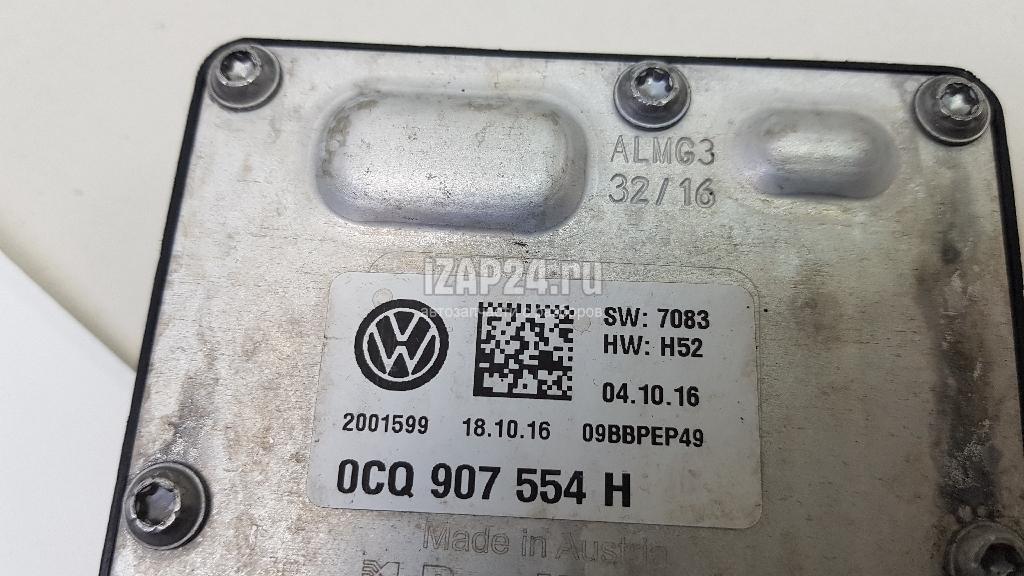 ALMG3
32/16
IZAP24.ru
SW: 7083
HW: H52
04.10.16
2001599 18.10.16 09BBPEP49
0CQ 907 554 H
Made in Austria